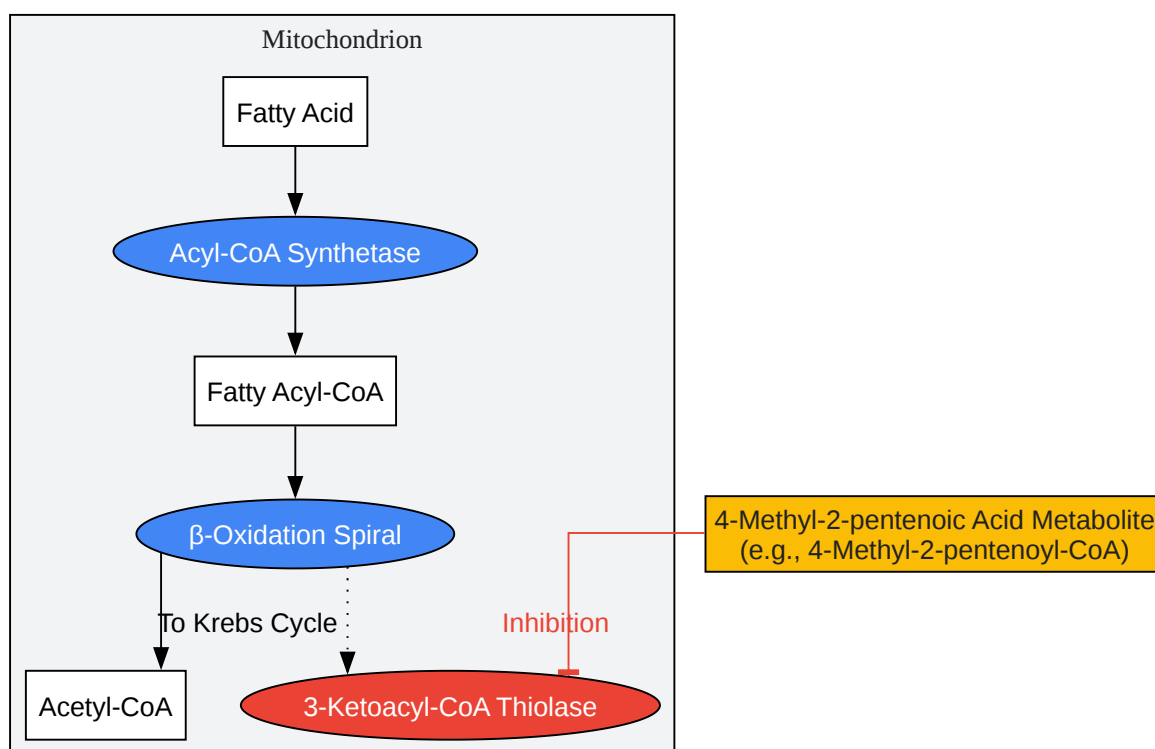 Mitochondrion
Fatty Acid
Acyl-CoA Synthetase
Fatty Acyl-CoA
β-Oxidation Spiral
4-Methyl-2-pentenoic Acid Metabolite
(e.g., 4-Methyl-2-pentenoyl-CoA)
To Krebs Cycle
Inhibition
Acetyl-CoA
3-Ketoacyl-CoA Thiolase